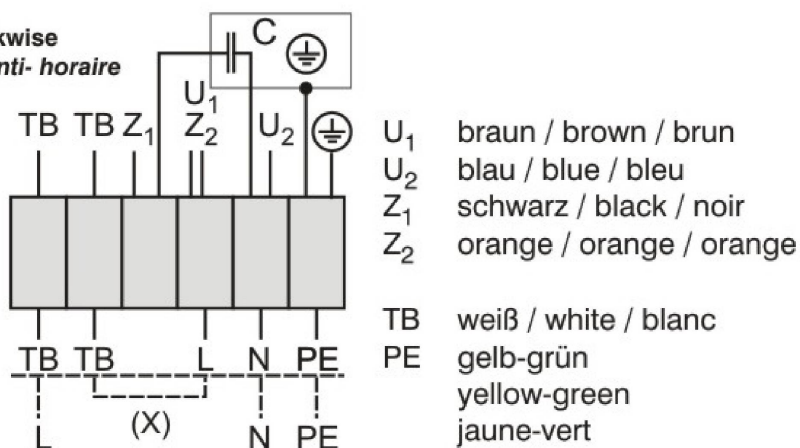 kwise
nti- horaire
C
U1
TB TB Z1 Z2 U2
U1 braun / brown / brun
U2 blau / blue / bleu
Z1 schwarz / black / noir
Z2 orange / orange / orange
TB weiß / white / blanc
PE gelb-grün
yellow-green
jaune-vert
TB TB L N PE
(X)
L N PE